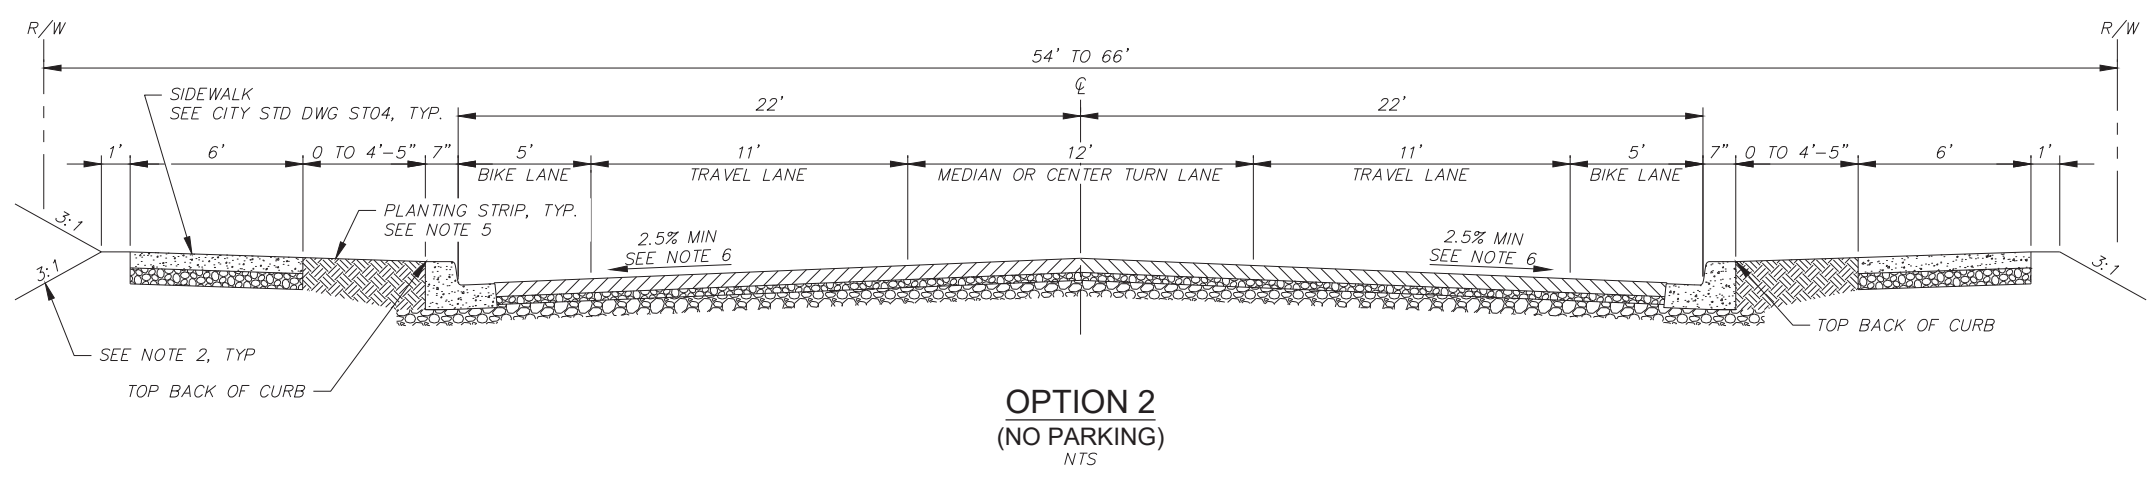 R/W
R/W
54' TO 66'
℄
SIDEWALK
SEE CITY STD DWG ST04, TYP.
22'
22'
1'
6'
0 TO 4'-5"
7"
5'
11'
12'
11'
5'
7"
0 TO 4'-5"
6'
1'
BIKE LANE
TRAVEL LANE
MEDIAN OR CENTER TURN LANE
TRAVEL LANE
BIKE LANE
3:1
PLANTING STRIP, TYP.
SEE NOTE 5
2.5% MIN
SEE NOTE 6
2.5% MIN
SEE NOTE 6
3:1
3:1
SEE NOTE 2, TYP
TOP BACK OF CURB
TOP BACK OF CURB
OPTION 2
(NO PARKING)
NTS